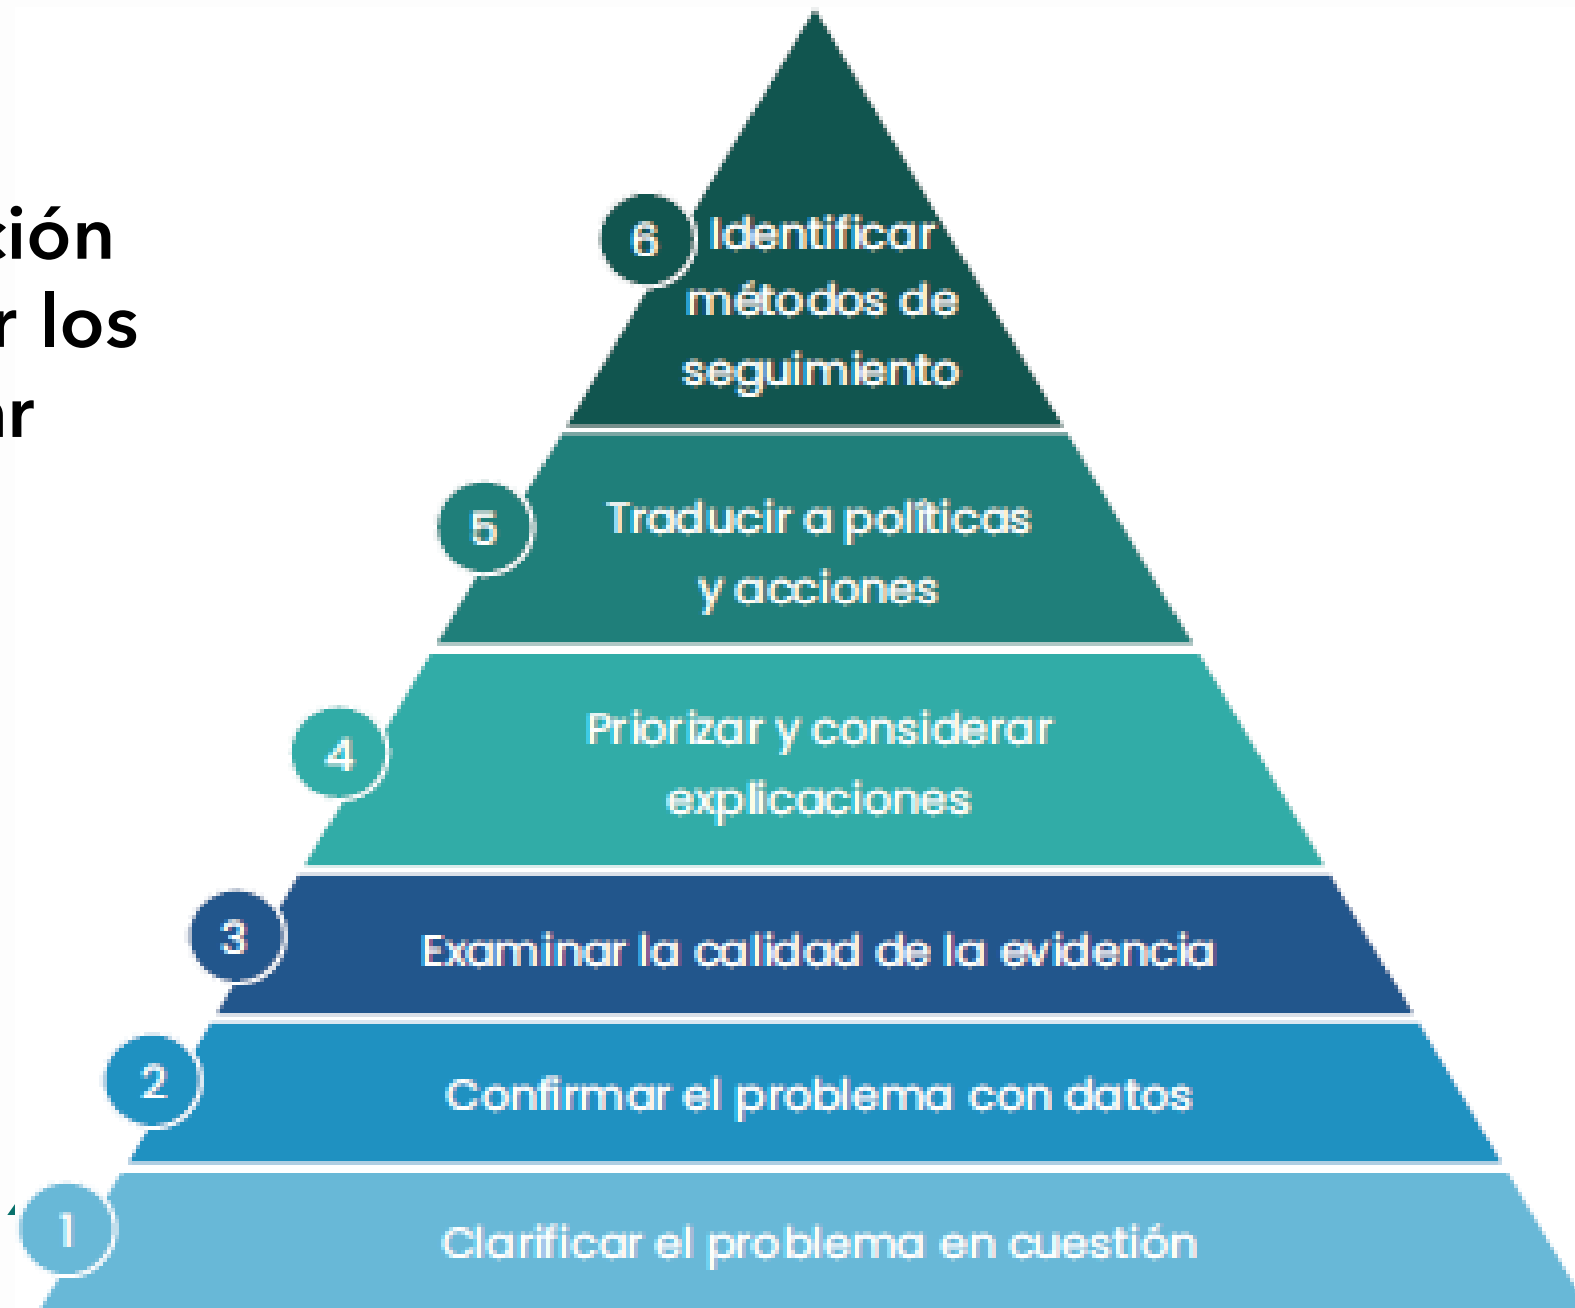 ción
r los
ar
6
Identificar
métodos de
seguimiento
5
Traducir a políticas
y acciones
4
Priorizar y considerar
explicaciones
3
Examinar la calidad de la evidencia
2
Confirmar el problema con datos
1
Clarificar el problema en cuestión